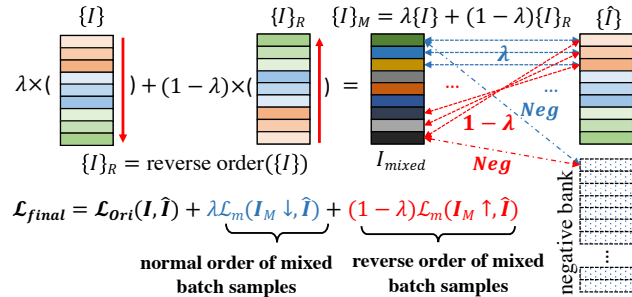 {I} {I}_R {I}_M = λ{I} + (1 − λ){I}_R {Î}
λ×( ) + (1 − λ)×( ) =
λ
... ...
Neg
1 − λ
{I}_R = reverse order({I}) I_mixed Neg
𝓛_final = 𝓛_Ori(I, Î) + λℒ_m(I_M ↓, Î) + (1 − λ)ℒ_m(I_M ↑, Î)
normal order of mixed batch samples
reverse order of mixed batch samples
negative bank
...